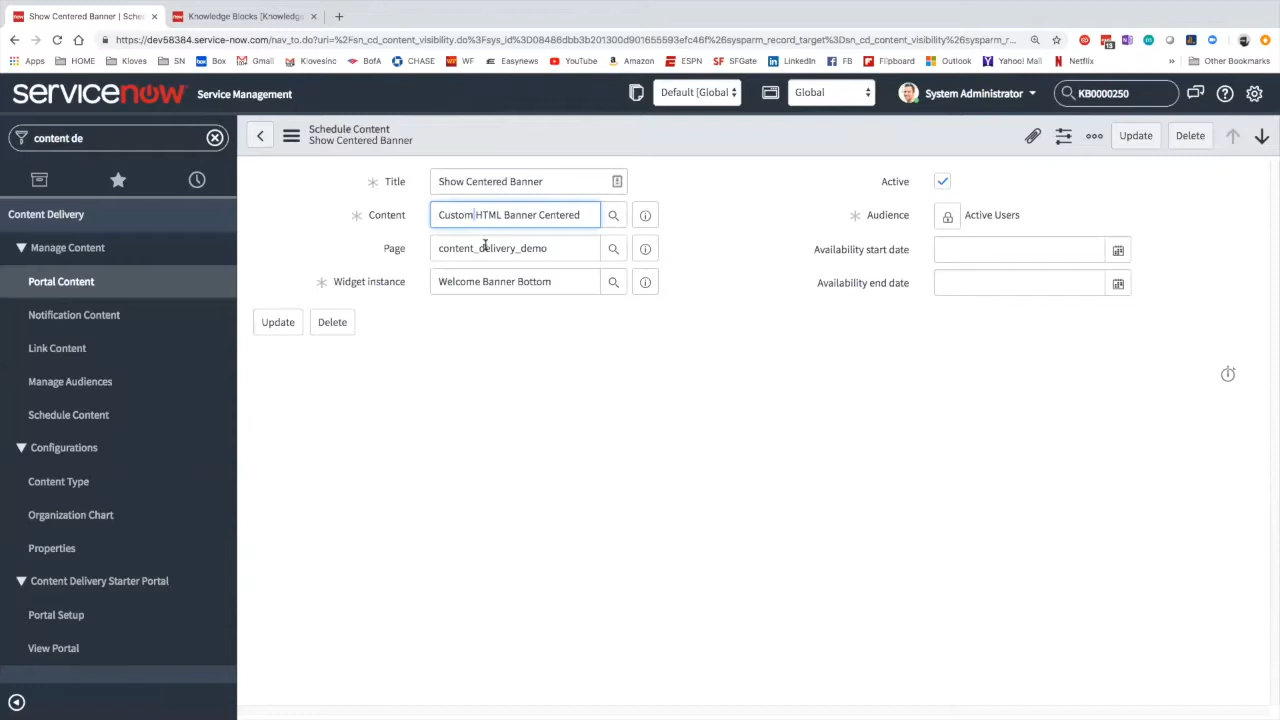 Show Centered Banner | Sche
Knowledge Blocks [Knowledge
https://dev58384.service-now.com/nav_to.do?uri=%2Fsn_cd_content_visibility.do%3Fsys_id%3D08486dbb3b201300d901655593efc46f%26sysparm_record_target%3Dsn_cd_content_visibility%26sysparm_r...
13
Apps HOME Kloves SN Box Gmail Klovesinc BofA CHASE WF Easynews YouTube Amazon ESPN SFGate LinkedIn FB Flipboard Outlook Yahoo! Mail Netflix » Other Bookmarks
servicenow Service Management Default [Global Global System Administrator KB0000250
content de
Schedule Content
Show Centered Banner
Update Delete
Content Delivery
Manage Content
Portal Content
Notification Content
Link Content
Manage Audiences
Schedule Content
Configurations
Content Type
Organization Chart
Properties
Content Delivery Starter Portal
Portal Setup
View Portal
Title Show Centered Banner
Content Custom HTML Banner Centered
Page content_delivery_demo
Widget instance Welcome Banner Bottom
Active
Audience Active Users
Availability start date
Availability end date
Update Delete